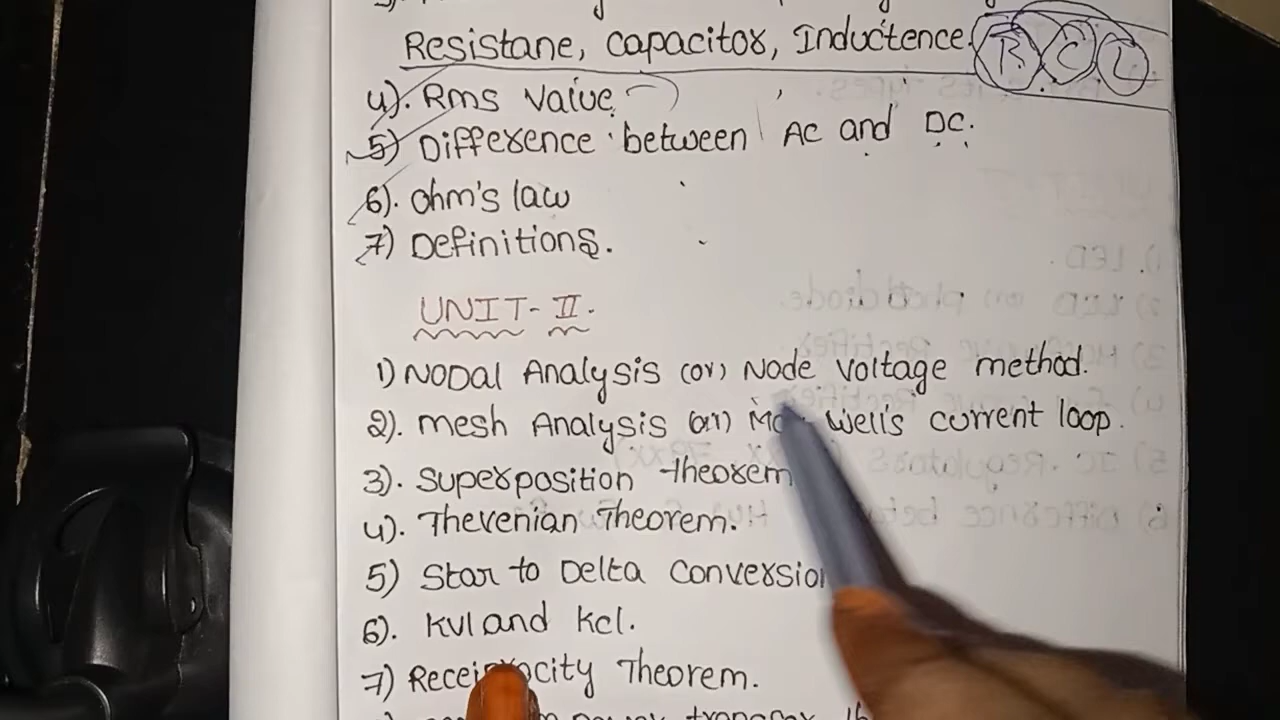 Resistane, capacitor, Inductence. R C L
4). Rms value
5) Difference between AC and DC.
6). ohm's law
7) Definitions.
UNIT - II.
1) NODal Analysis (or) Node voltage method.
2). mesh Analysis (or) well's current loop.
3). Superposition theorem
4). Thevenian Theorem.
5) Star to Delta conversion
6). kvl and kcl.
7) Theorem.